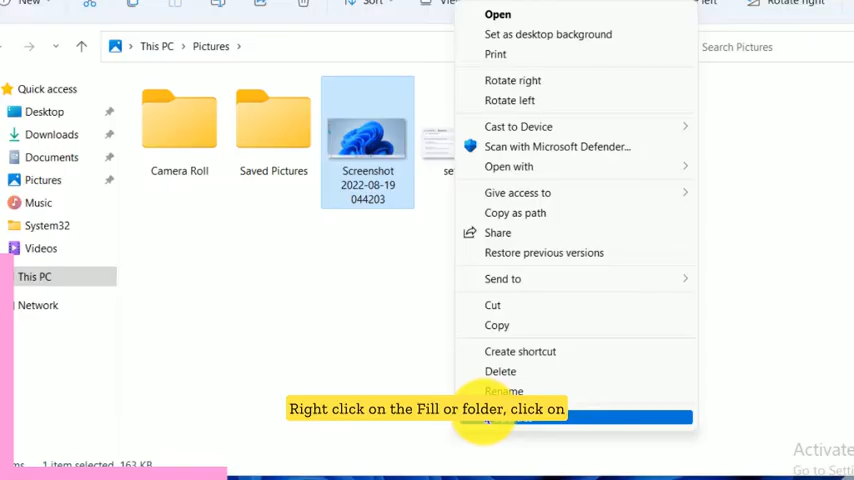 New
Sort
Rotate right
This PC
Pictures
Search Pictures
Quick access
Desktop
Downloads
Documents
Pictures
Music
System32
Videos
This PC
Network
Camera Roll
Saved Pictures
Screenshot
2022-08-19
044203
Open
Set as desktop background
Print
Rotate right
Rotate left
Cast to Device
Scan with Microsoft Defender...
Open with
Give access to
Copy as path
Share
Restore previous versions
Send to
Cut
Copy
Create shortcut
Delete
Rename
Right click on the Fill or folder, click on
1 item selected 163 KB
Activate
Go to Setti